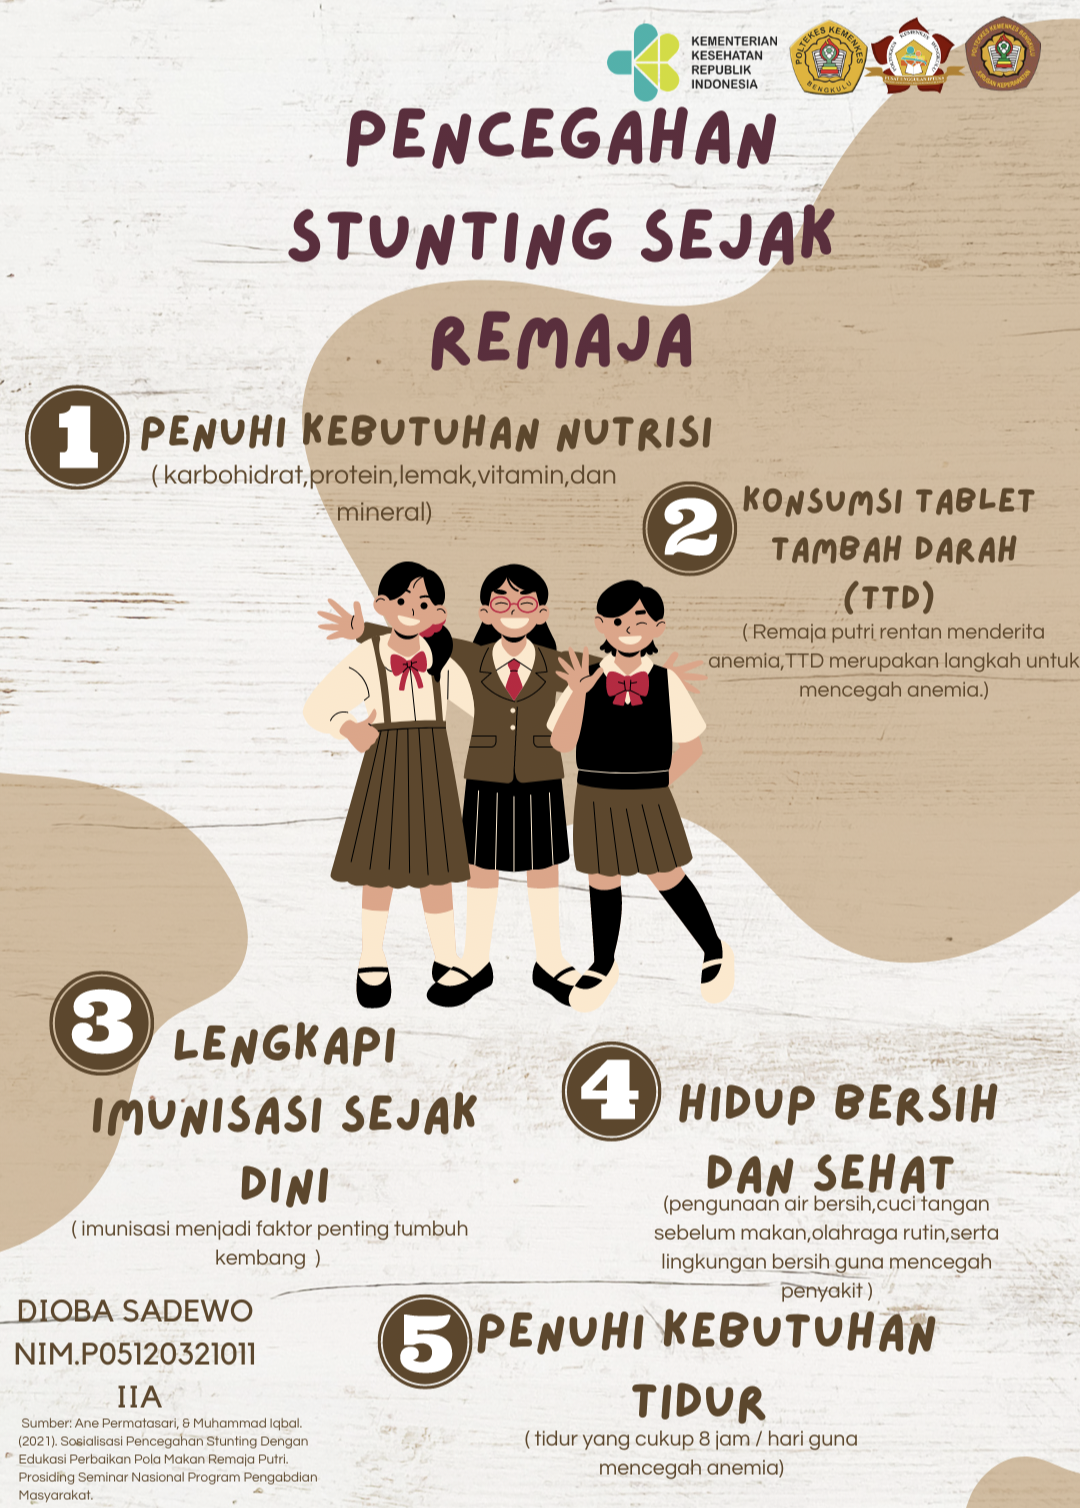 KEMENTERIAN
KESEHATAN
REPUBLIK
INDONESIA
POLTEKES KEMENKES
BENGKULU
PENCEGAHAN
STUNTING SEJAK
REMAJA
1 PENUHI KEBUTUHAN NUTRISI
( karbohidrat,protein,lemak,vitamin,dan
mineral)
2 KONSUMSI TABLET
TAMBAH DARAH
(TTD)
( Remaja putri rentan menderita
anemia,TTD merupakan langkah untuk
mencegah anemia.)
3 LENGKAPI
IMUNISASI SEJAK
DINI
( imunisasi menjadi faktor penting tumbuh
kembang )
4 HIDUP BERSIH
DAN SEHAT
(pengunaan air bersih,cuci tangan
sebelum makan,olahraga rutin,serta
lingkungan bersih guna mencegah
penyakit )
5 PENUHI KEBUTUHAN
TIDUR
( tidur yang cukup 8 jam / hari guna
mencegah anemia)
DIOBA SADEWO
NIM.P05120321011
IIA
Sumber: Ane Permatasari, & Muhammad Iqbal.
(2021). Sosialisasi Pencegahan Stunting Dengan
Edukasi Perbaikan Pola Makan Remaja Putri.
Prosiding Seminar Nasional Program Pengabdian
Masyarakat.